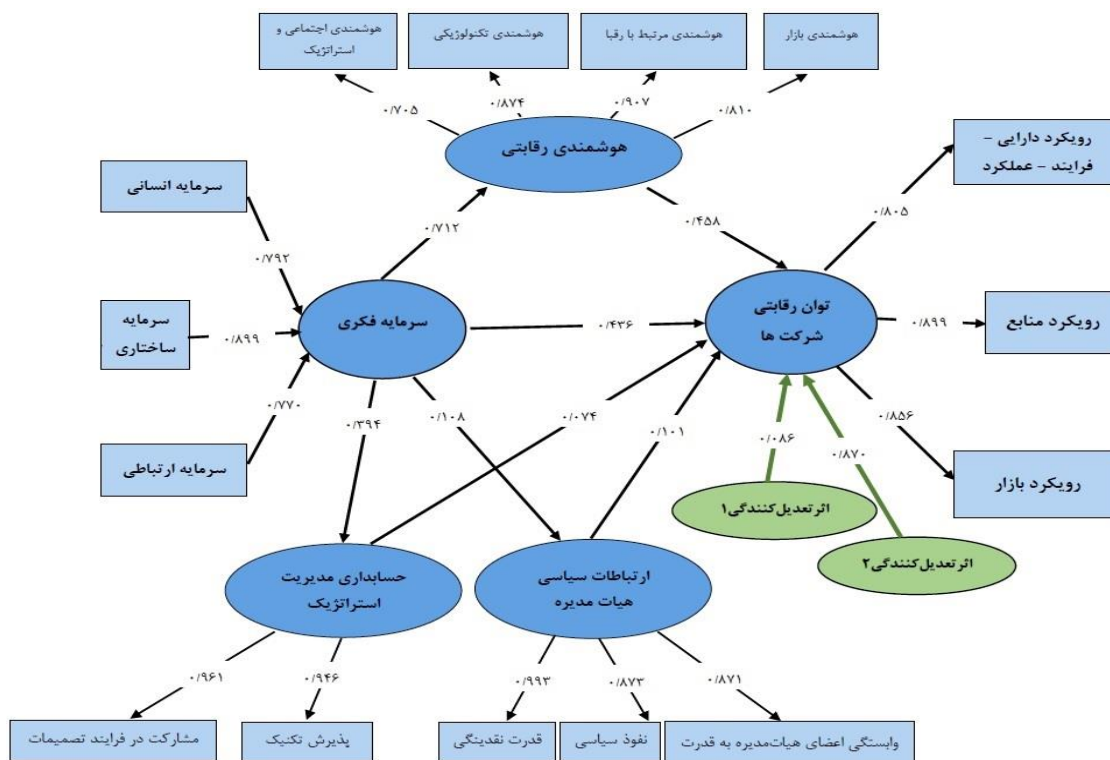 هوشمندی اجتماعی و
استراتژیک
هوشمندی تکنولوژیکی
هوشمندی مرتبط با رقبا
هوشمندی بازار
۰/۷۰۵
۰/۸۷۴
۰/۹۰۷
۰/۸۱۰
هوشمندی رقابتی
رویکرد دارایی –
فرایند – عملکرد
سرمایه انسانی
۰/۷۱۲
۰/۴۵۸
۰/۸۰۵
۰/۷۹۲
سرمایه
ساختاری
۰/۸۹۹
سرمایه فکری
۰/۴۳۶
توان رقابتی
شرکت ها
۰/۸۹۹
رویکرد منابع
۰/۷۷۰
۰/۳۹۴
۰/۱۰۸
۰/۰۷۴
۰/۱۰۱
۰/۰۸۶
۰/۸۷۰
۰/۸۵۶
سرمایه ارتباطی
رویکرد بازار
اثرتعدیل‌کنندگی۱
اثرتعدیل‌کنندگی۲
حسابداری مدیریت
استراتژیک
ارتباطات سیاسی
هیات مدیره
۰/۹۶۱
۰/۹۴۶
۰/۹۹۳
۰/۸۷۳
۰/۸۷۱
مشارکت در فرایند تصمیمات
پذیرش تکنیک
قدرت نقدینگی
نفوذ سیاسی
وابستگی اعضای هیات‌مدیره به قدرت